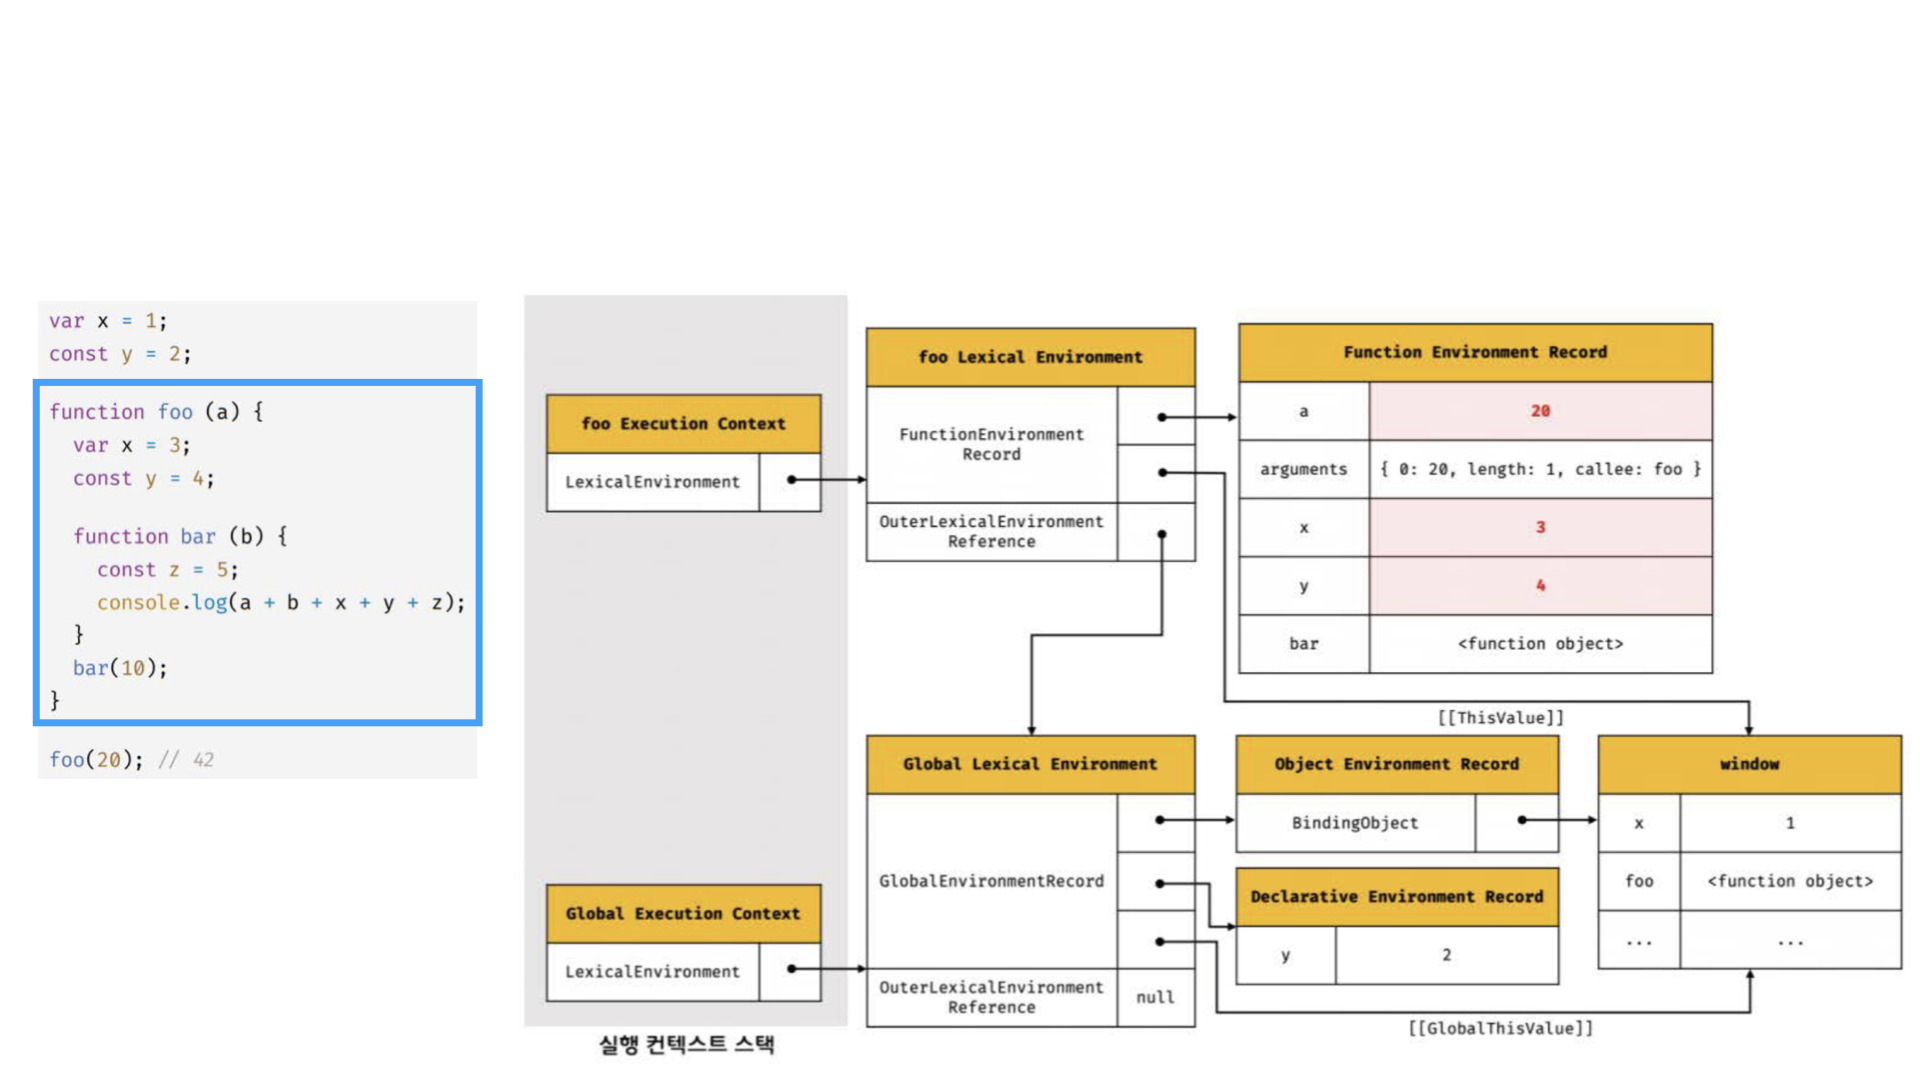 var x = 1;
const y = 2;
function foo (a) {
var x = 3;
const y = 4;
function bar (b) {
const z = 5;
console.log(a + b + x + y + z);
}
bar(10);
}
foo(20); // 42
foo Execution Context
LexicalEnvironment
Global Execution Context
LexicalEnvironment
실행 컨텍스트 스택
foo Lexical Environment
FunctionEnvironment
Record
OuterLexicalEnvironment
Reference
Function Environment Record
a 20
arguments { 0: 20, length: 1, callee: foo }
x 3
y 4
bar <function object>
[[ThisValue]]
Global Lexical Environment
GlobalEnvironmentRecord
OuterLexicalEnvironment
Reference
null
Object Environment Record
BindingObject
Declarative Environment Record
y 2
window
x 1
foo <function object>
... ...
[[GlobalThisValue]]